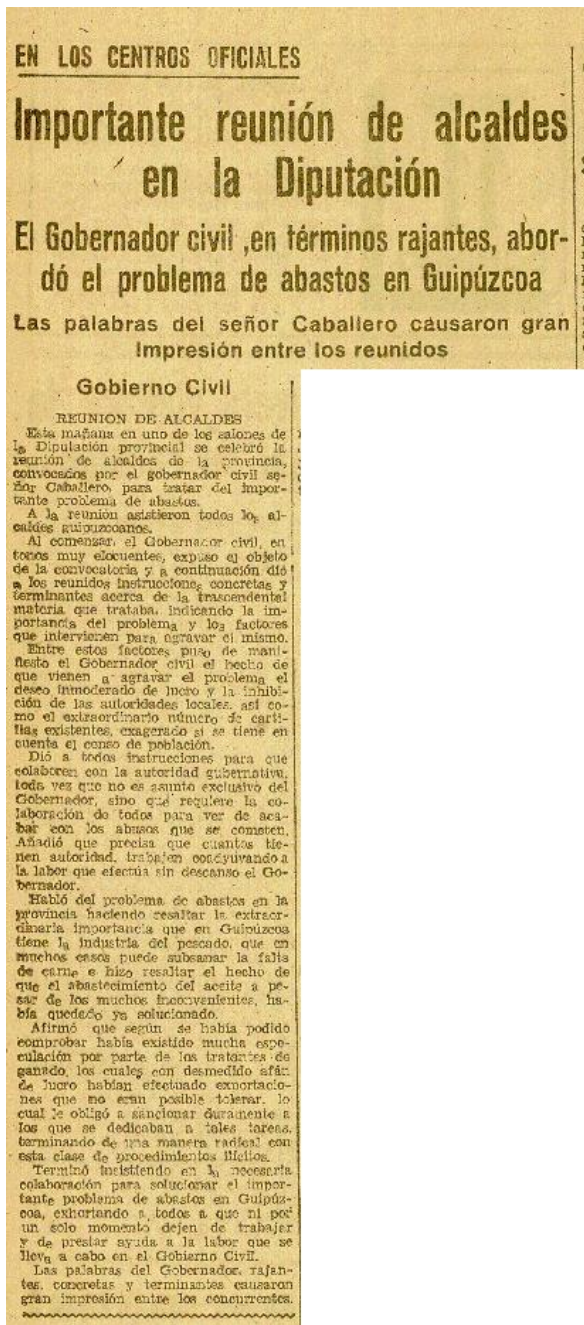 EN LOS CENTROS OFICIALES
Importante reunión de alcaldes
en la Diputación
El Gobernador civil ,en términos rajantes, abor-
dó el problema de abastos en Guipúzcoa
Las palabras del señor Caballero causaron gran
impresión entre los reunidos
Gobierno Civil
REUNION DE ALCALDES
Esta mañana en uno de los salones de
la Diputación provincial se celebró la
reunión de alcaldes de la provincia,
convocados por el gobernador civil se-
ñor Caballero, para tratar del impor-
tante problema de abastos.
A la reunión asistieron todos los al-
caldes guipuzcoanos.
Al comenzar, el Gobernador civil, en
tonos muy elocuentes, expuso el objeto
de la convocatoria y a continuación dió
a los reunidos instrucciones concretas y
terminantes acerca de la trascendental
materia que trataba, indicando la im-
portancia del problema y los factores
que intervienen para agravar el mismo.
Entre estos factores puso de mani-
fiesto el Gobernador civil el hecho de
que vienen a agravar el problema el
deseo inmoderado de lucro y la inhibi-
ción de las autoridades locales, así co-
mo el extraordinario número de carti-
llas existentes, exagerado si se tiene en
cuenta el censo de población.
Dió a todos instrucciones para que
colaboren con la autoridad gubernativa,
toda vez que no es asunto exclusivo del
Gobernador, sino que requiere la co-
laboración de todos para ver de aca-
bar con los abusos que se cometen.
Añadió que precisa que cuantos tie-
nen autoridad, trabajen coadyuvando a
la labor que efectúa sin descanso el Go-
bernador.
Habló del problema de abastos en la
provincia haciendo resaltar la extraor-
dinaria importancia que en Guipúzcoa
tiene la industria del pescado, que en
muchos casos puede subsanar la falta
de carne e hizo resaltar el hecho de
que el abastecimiento del aceite a pe-
sar de los muchos inconvenientes, ha-
bía quedado ya solucionado.
Afirmó que según se había podido
comprobar había existido mucha espe-
culación por parte de los tratantes de
ganado, los cuales con desmedido afán
de lucro habían efectuado exportacio-
nes que no eran posible tolerar, lo
cual le obligó a sancionar duramente a
los que se dedicaban a tales tareas,
terminando de una manera radical con
esta clase de procedimientos ilícitos.
Terminó insistiendo en la necesaria
colaboración para solucionar el impor-
tante problema de abastos en Guipúz-
coa, exhortando a todos a que ni por
un solo momento dejen de trabajar
y de prestar ayuda a la labor que se
lleva a cabo en el Gobierno Civil.
Las palabras del Gobernador, rajan-
tes, concretas y terminantes causaron
gran impresión entre los concurrentes.